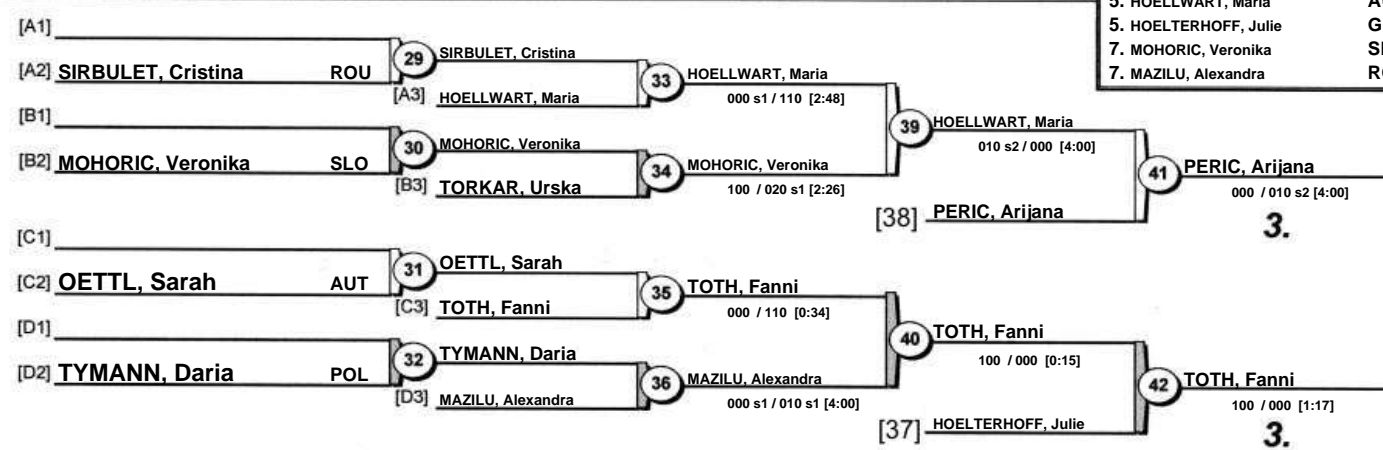 5. HOELLWART, Maria
5. HOELTERHOFF, Julie G
7. MOHORIC, Veronika
7. MAZILU, Alexandra
[A1]
[A2] SIRBULET, Cristina ROU
29
SIRBULET, Cristina
[A3] HOELLWART, Maria
33
HOELLWART, Maria
000 s1 / 110 [2:48]
[B1]
[B2] MOHORIC, Veronika SLO
30
MOHORIC, Veronika
[B3] TORKAR, Urska
34
MOHORIC, Veronika
100 / 020 s1 [2:26]
39
HOELLWART, Maria
010 s2 / 000 [4:00]
[38] PERIC, Arijana
41
PERIC, Arijana
000 / 010 s2 [4:00]
3.
[C1]
[C2] OETTL, Sarah AUT
31
OETTL, Sarah
[C3] TOTH, Fanni
35
TOTH, Fanni
000 / 110 [0:34]
[D1]
[D2] TYMANN, Daria POL
32
TYMANN, Daria
[D3] MAZILU, Alexandra
36
MAZILU, Alexandra
000 s1 / 010 s1 [4:00]
40
TOTH, Fanni
100 / 000 [0:15]
[37] HOELTERHOFF, Julie
42
TOTH, Fanni
100 / 000 [1:17]
3.